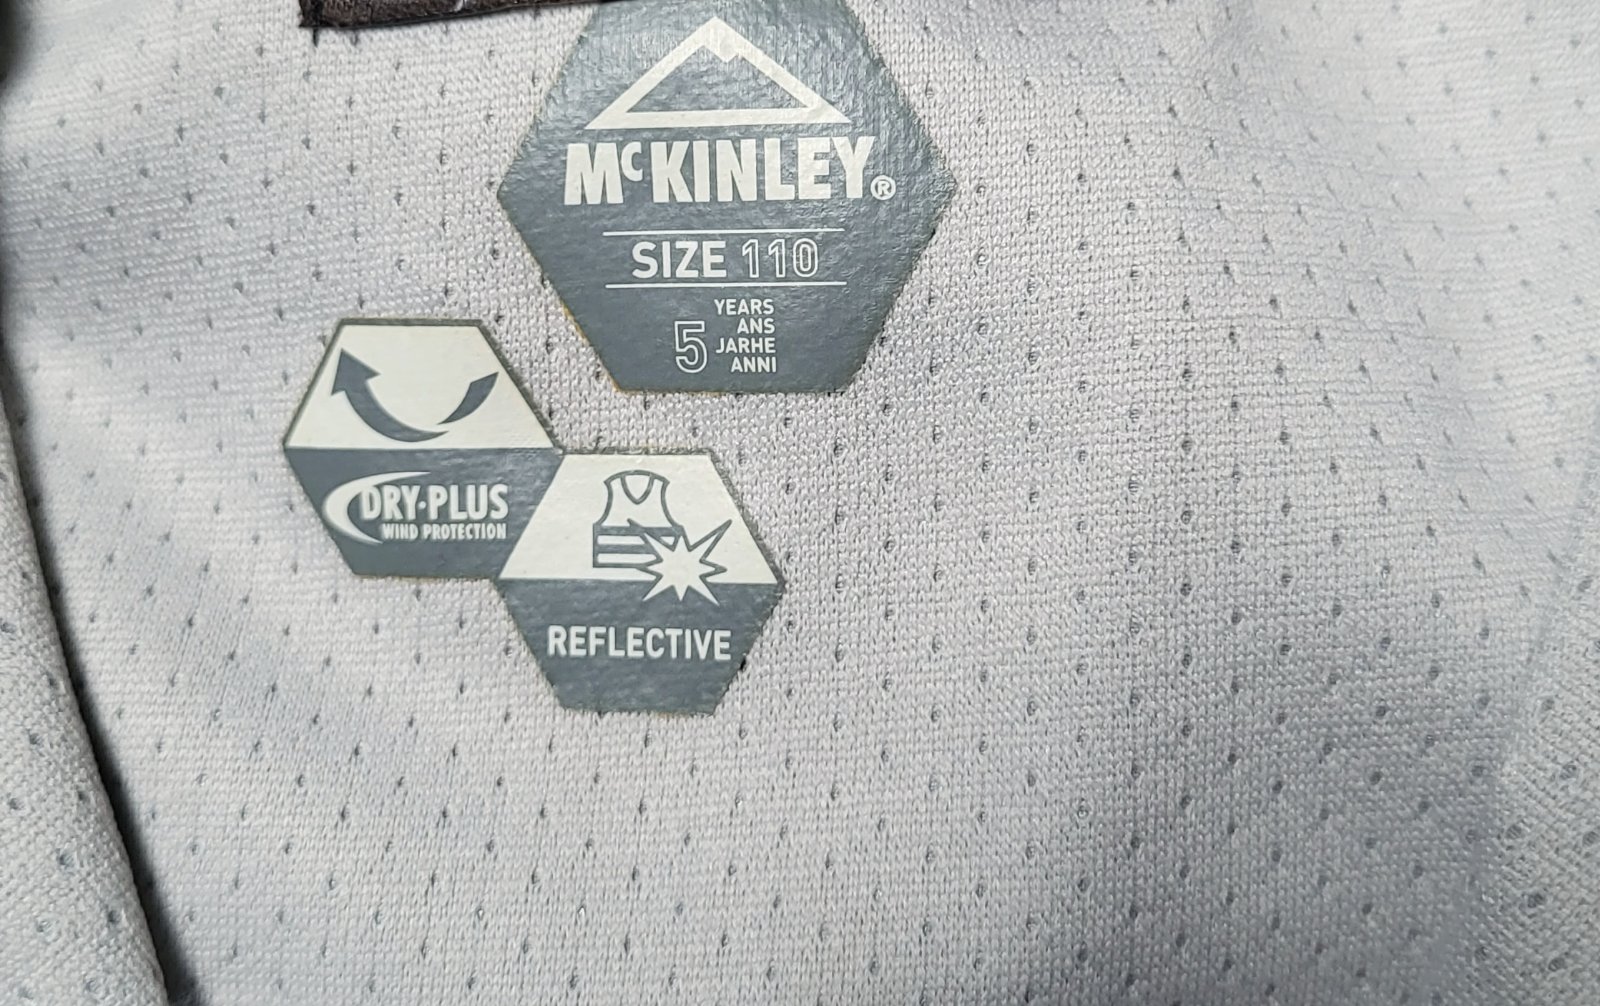 McKINLEY®
SIZE 110
5 YEARS
ANS
JARHE
ANNI
DRY·PLUS
WIND PROTECTION
REFLECTIVE